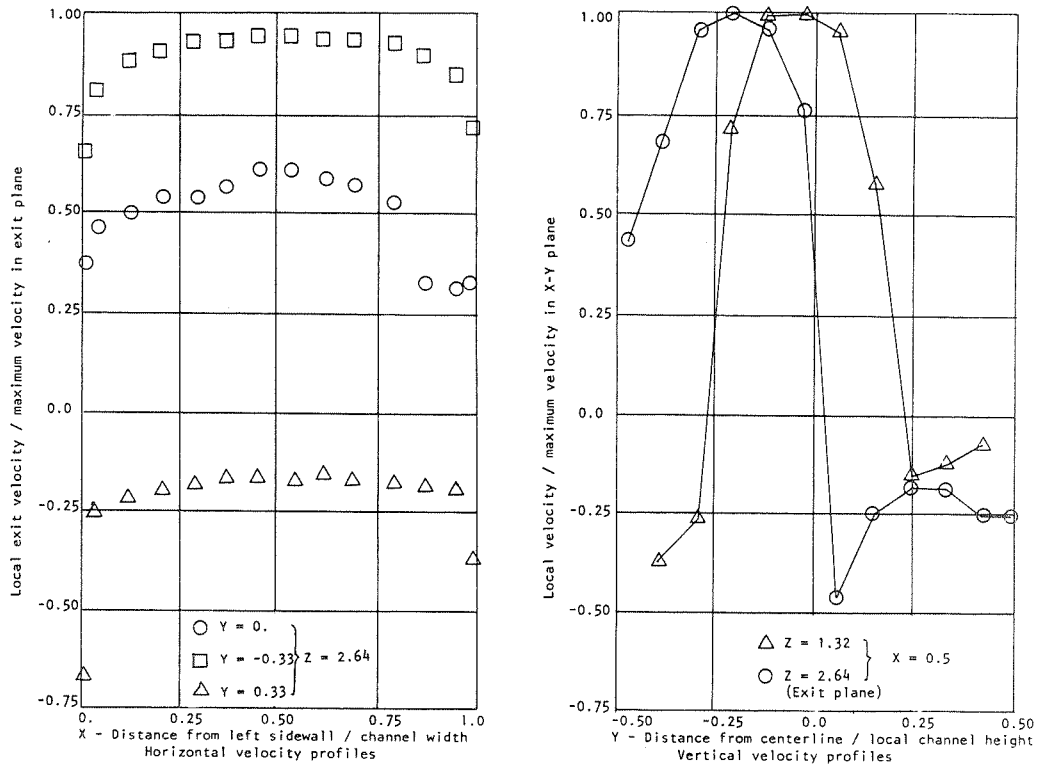 Local exit velocity / maximum velocity in exit plane
1.00
0.75
0.50
0.25
0.0
-0.25
-0.50
-0.75
Y = 0.
Y = -0.33
Y = 0.33
Z = 2.64
0.
0.25
0.50
0.75
1.0
X - Distance from left sidewall / channel width
Horizontal velocity profiles
Local velocity / maximum velocity in X-Y plane
1.00
0.75
0.50
0.25
0.0
-0.25
-0.50
-0.75
Z = 1.32
Z = 2.64
(Exit plane)
X = 0.5
-0.50
-0.25
0.0
0.25
0.50
Y - Distance from centerline / local channel height
Vertical velocity profiles